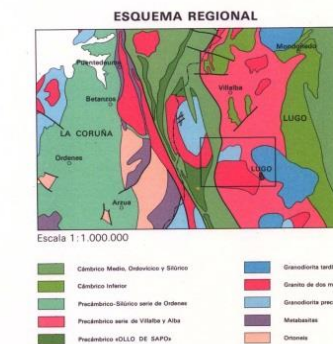 ESQUEMA REGIONAL
Mondoñedo
Puentedeume
Villalba
Betanzos
LUGO
LA CORUÑA
Ordenes
LUGO
Arzua
Escala 1:1.000.000
Cámbrico Medio, Ordovícico y Silúrico
Granodiorita
Cámbrico Inferior
Granito de dos
Precámbrico-Silúrico serie de Ordenes
Granodiorita
Precámbrico serie de Villalba y Alba
Metabasitas
Precámbrico «OLLO DE SAPO»
Ortoneis